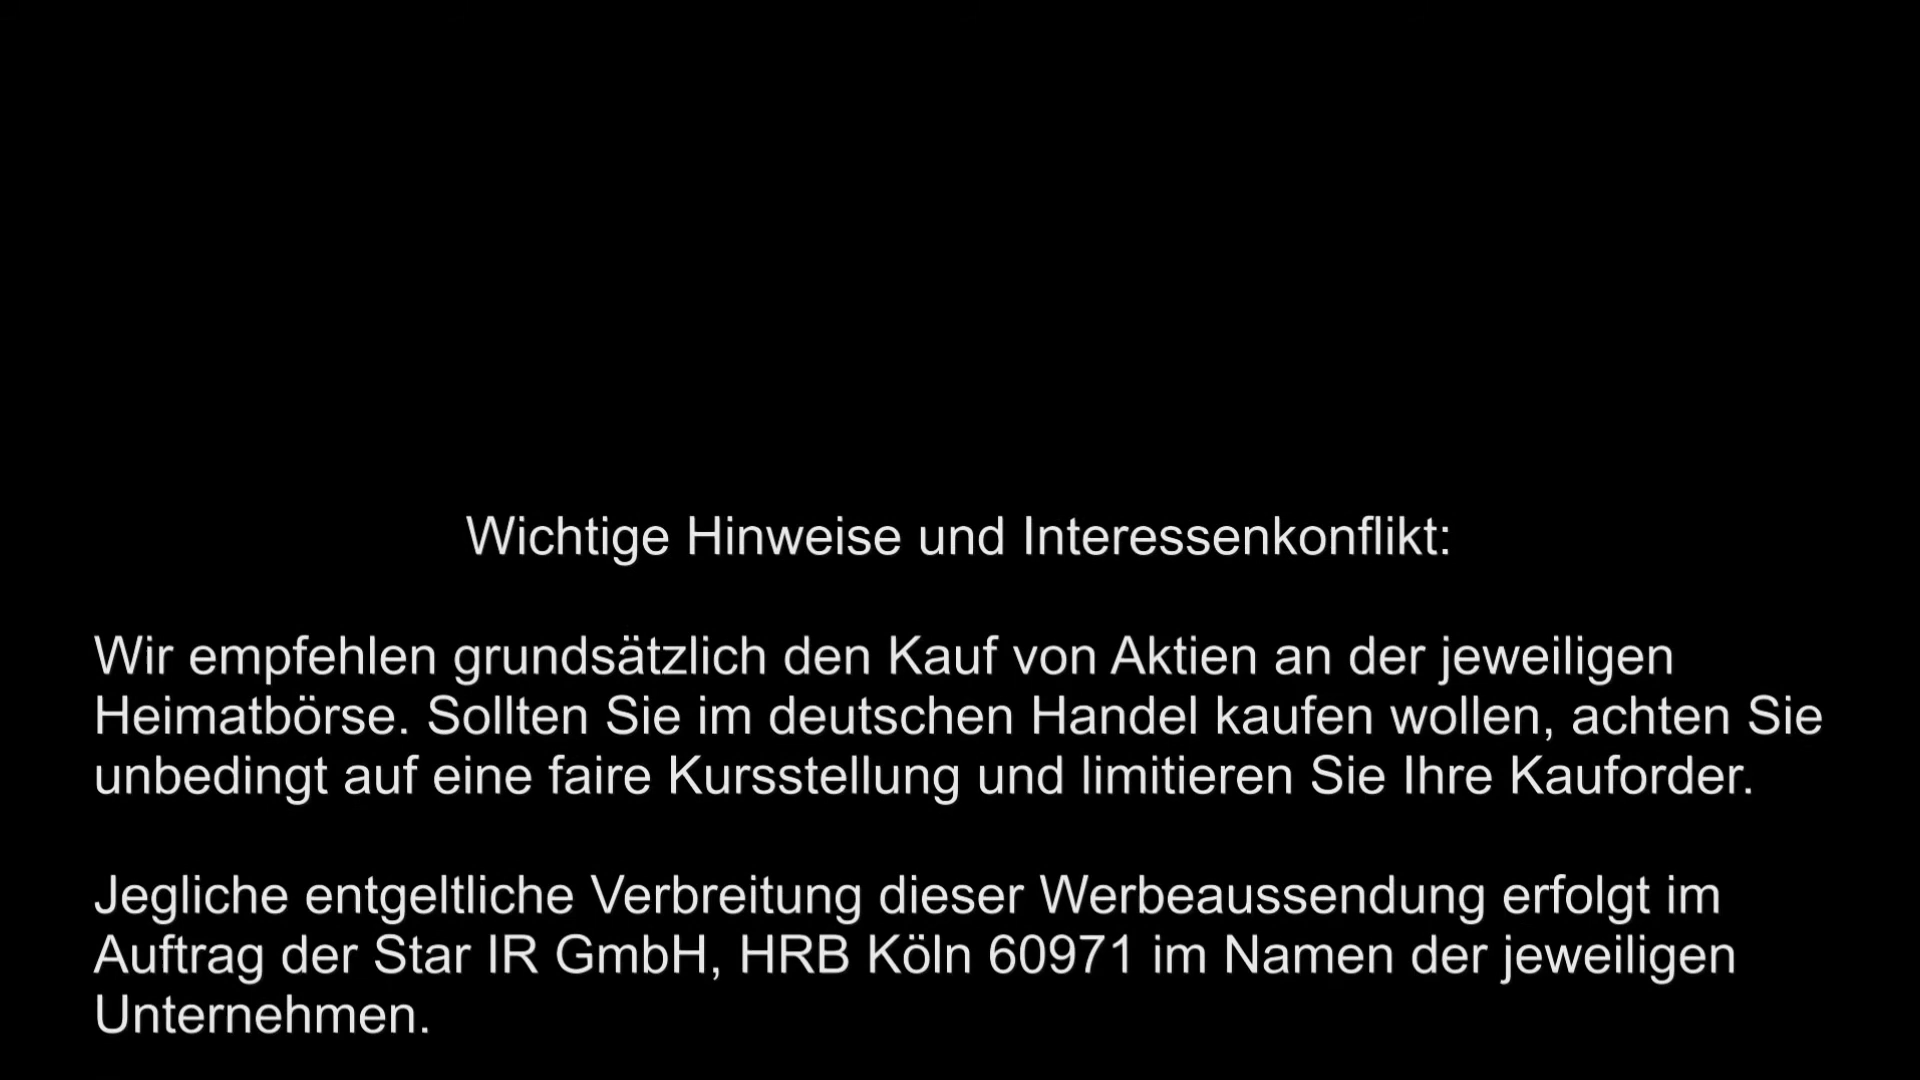 Wichtige Hinweise und Interessenkonflikt:
Wir empfehlen grundsätzlich den Kauf von Aktien an der jeweiligen
Heimatbörse. Sollten Sie im deutschen Handel kaufen wollen, achten Sie
unbedingt auf eine faire Kursstellung und limitieren Sie Ihre Kauforder.
Jegliche entgeltliche Verbreitung dieser Werbeaussendung erfolgt im
Auftrag der Star IR GmbH, HRB Köln 60971 im Namen der jeweiligen
Unternehmen.